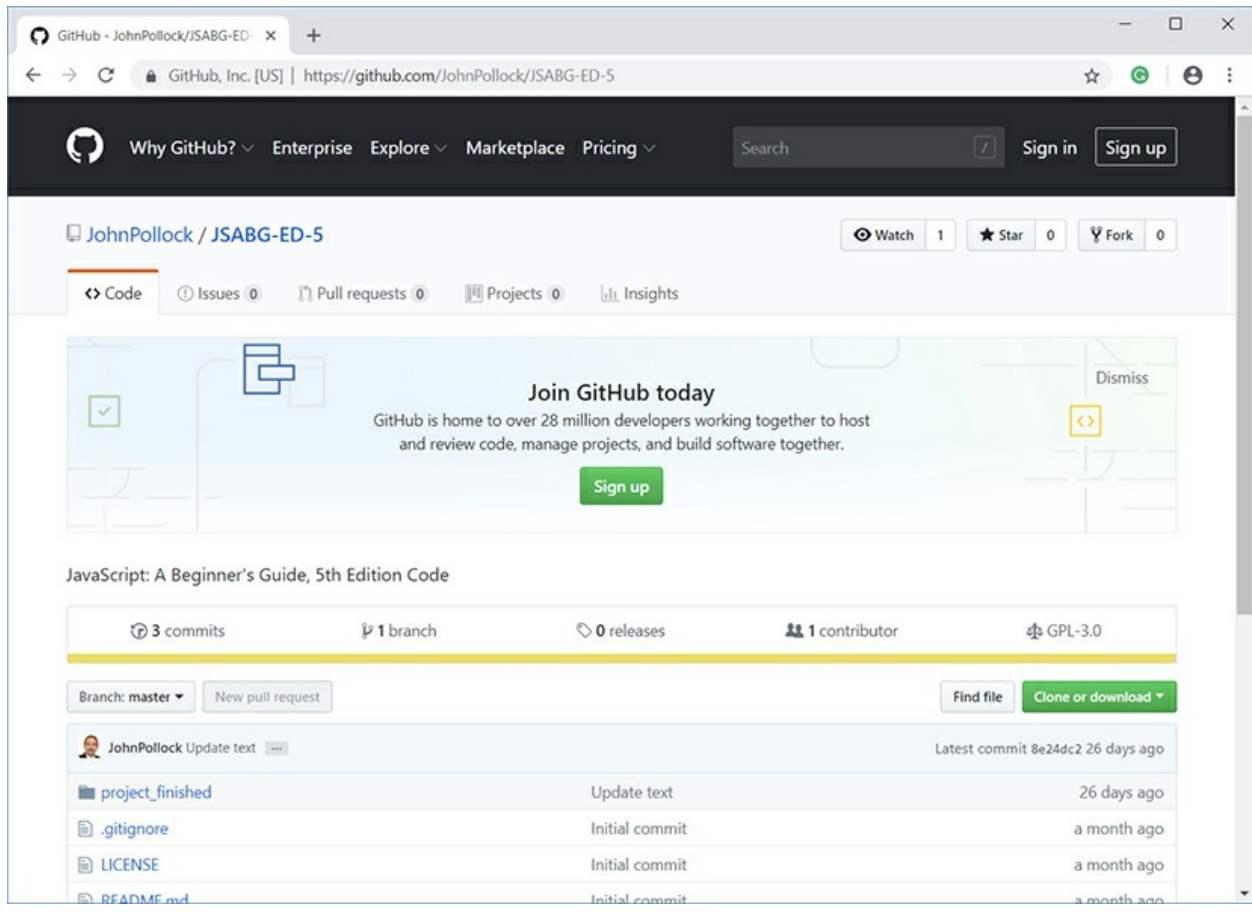 GitHub - JohnPollock/JSABG-ED-
GitHub, Inc. [US] | https://github.com/JohnPollock/JSABG-ED-5
Why GitHub? Enterprise Explore Marketplace Pricing Search / Sign in Sign up
JohnPollock / JSABG-ED-5 Watch 1 Star 0 Fork 0
Code Issues 0 Pull requests 0 Projects 0 Insights
Join GitHub today
Dismiss
GitHub is home to over 28 million developers working together to host
and review code, manage projects, and build software together.
Sign up
JavaScript: A Beginner's Guide, 5th Edition Code
3 commits 1 branch 0 releases 1 contributor GPL-3.0
Branch: master New pull request Find file Clone or download
JohnPollock Update text ... Latest commit 8e24dc2 26 days ago
project_finished Update text 26 days ago
.gitignore Initial commit a month ago
LICENSE Initial commit a month ago
README.md Initial commit a month ago